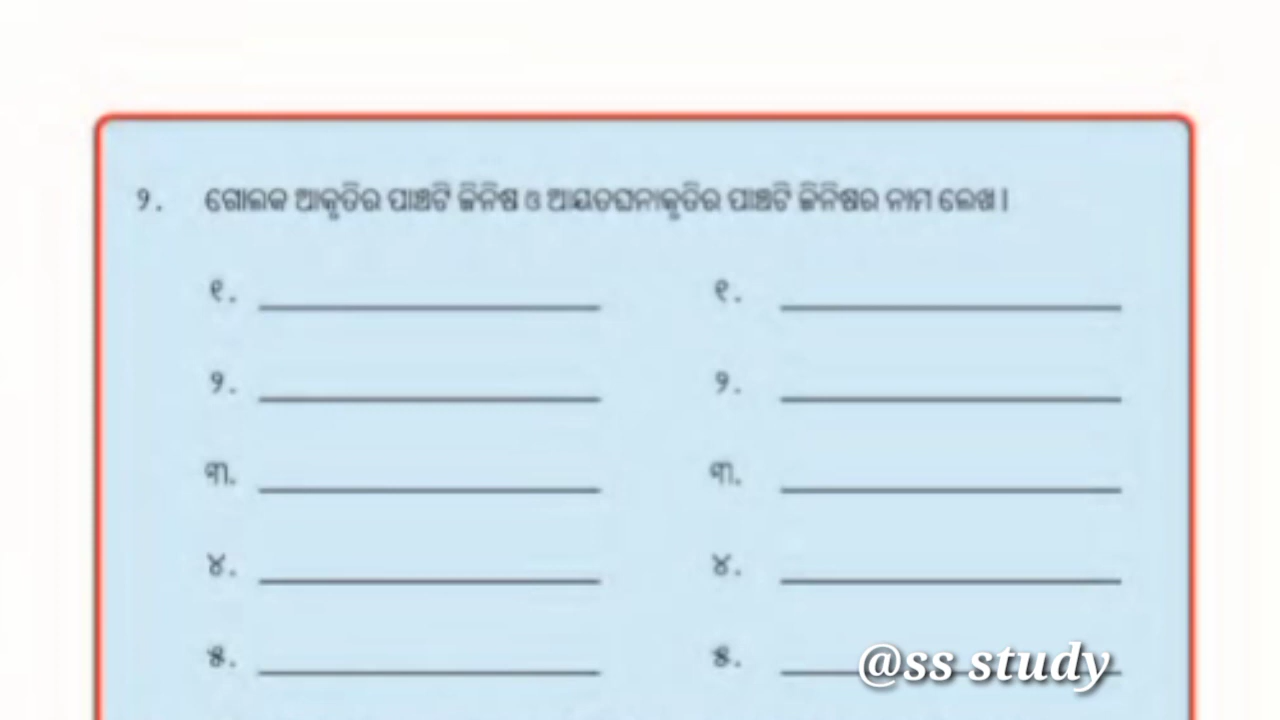 ୨. ଗୋଲକ ଆକୃତିର ପାଞ୍ଚଟି ଜିନିଷ ଓ ଆୟତଘନାକୃତିର ପାଞ୍ଚଟି ଜିନିଷର ନାମ ଲେଖ ।
୧. ୧.
୨. ୨.
୩. ୩.
୪. ୪.
୫. ୫.
@ss study